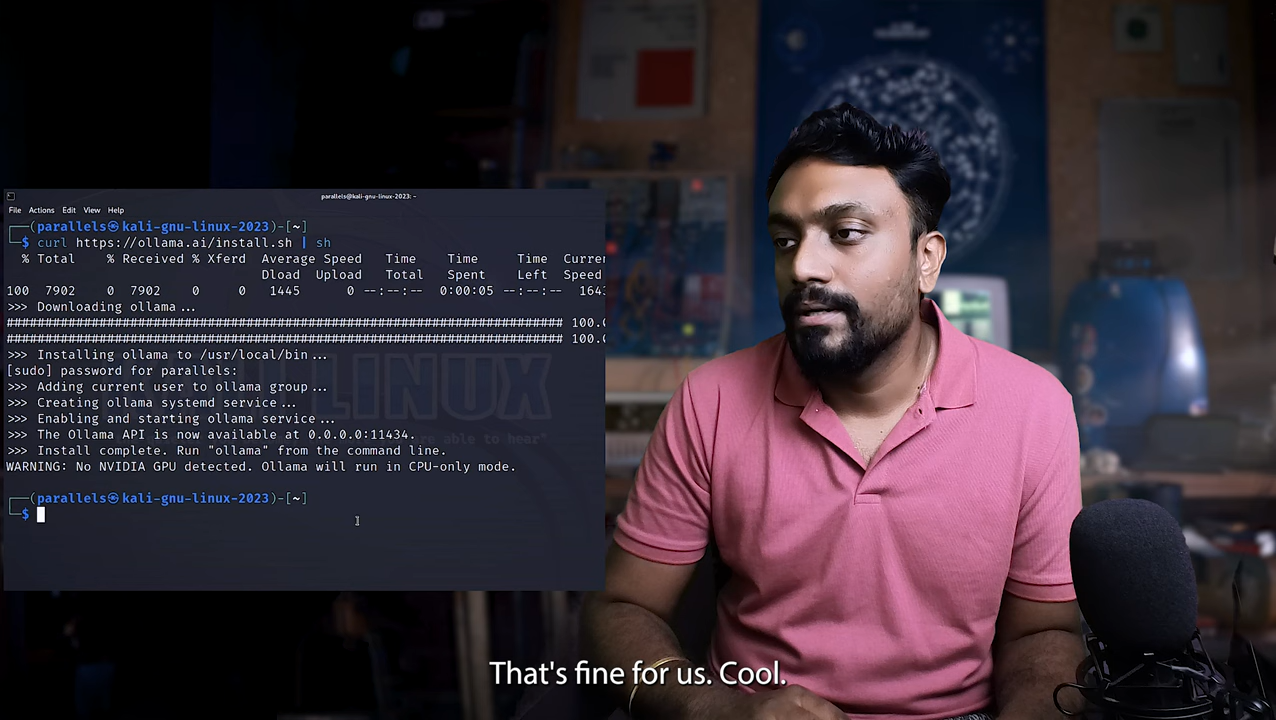 parallels@kali-gnu-linux-2023: ~
File Actions Edit View Help
┌──(parallels㉿kali-gnu-linux-2023)-[~]
└─$ curl https://ollama.ai/install.sh | sh
% Total % Received % Xferd Average Speed Time Time Time Curren
Dload Upload Total Spent Left Speed
100 7902 0 7902 0 0 1445 0 --:--:-- 0:00:05 --:--:-- 164
>>> Downloading ollama...
######################################################################## 100.0
######################################################################## 100.0
>>> Installing ollama to /usr/local/bin...
[sudo] password for parallels:
>>> Adding current user to ollama group...
>>> Creating ollama systemd service...
>>> Enabling and starting ollama service...
>>> The Ollama API is now available at 0.0.0.0:11434.
>>> Install complete. Run "ollama" from the command line.
WARNING: No NVIDIA GPU detected. Ollama will run in CPU-only mode.
┌──(parallels㉿kali-gnu-linux-2023)-[~]
└─$
LINUX
able to hear"
That's fine for us. Cool.